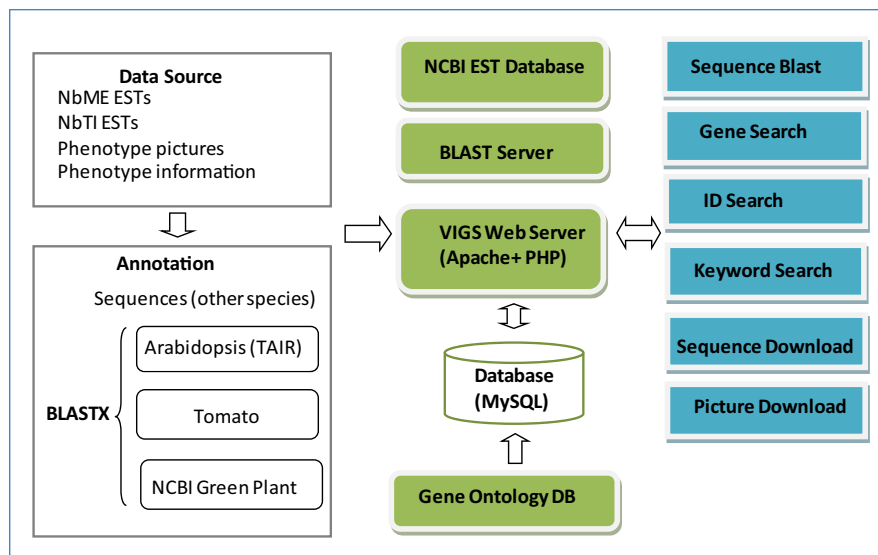 Data Source
NbME ESTs
NbTI ESTs
Phenotype pictures
Phenotype information
Annotation
Sequences (other species)
BLASTX
Arabidopsis (TAIR)
Tomato
NCBI Green Plant
NCBI EST Database
BLAST Server
VIGS Web Server
(Apache+ PHP)
Database
(MySQL)
Gene Ontology DB
Sequence Blast
Gene Search
ID Search
Keyword Search
Sequence Download
Picture Download